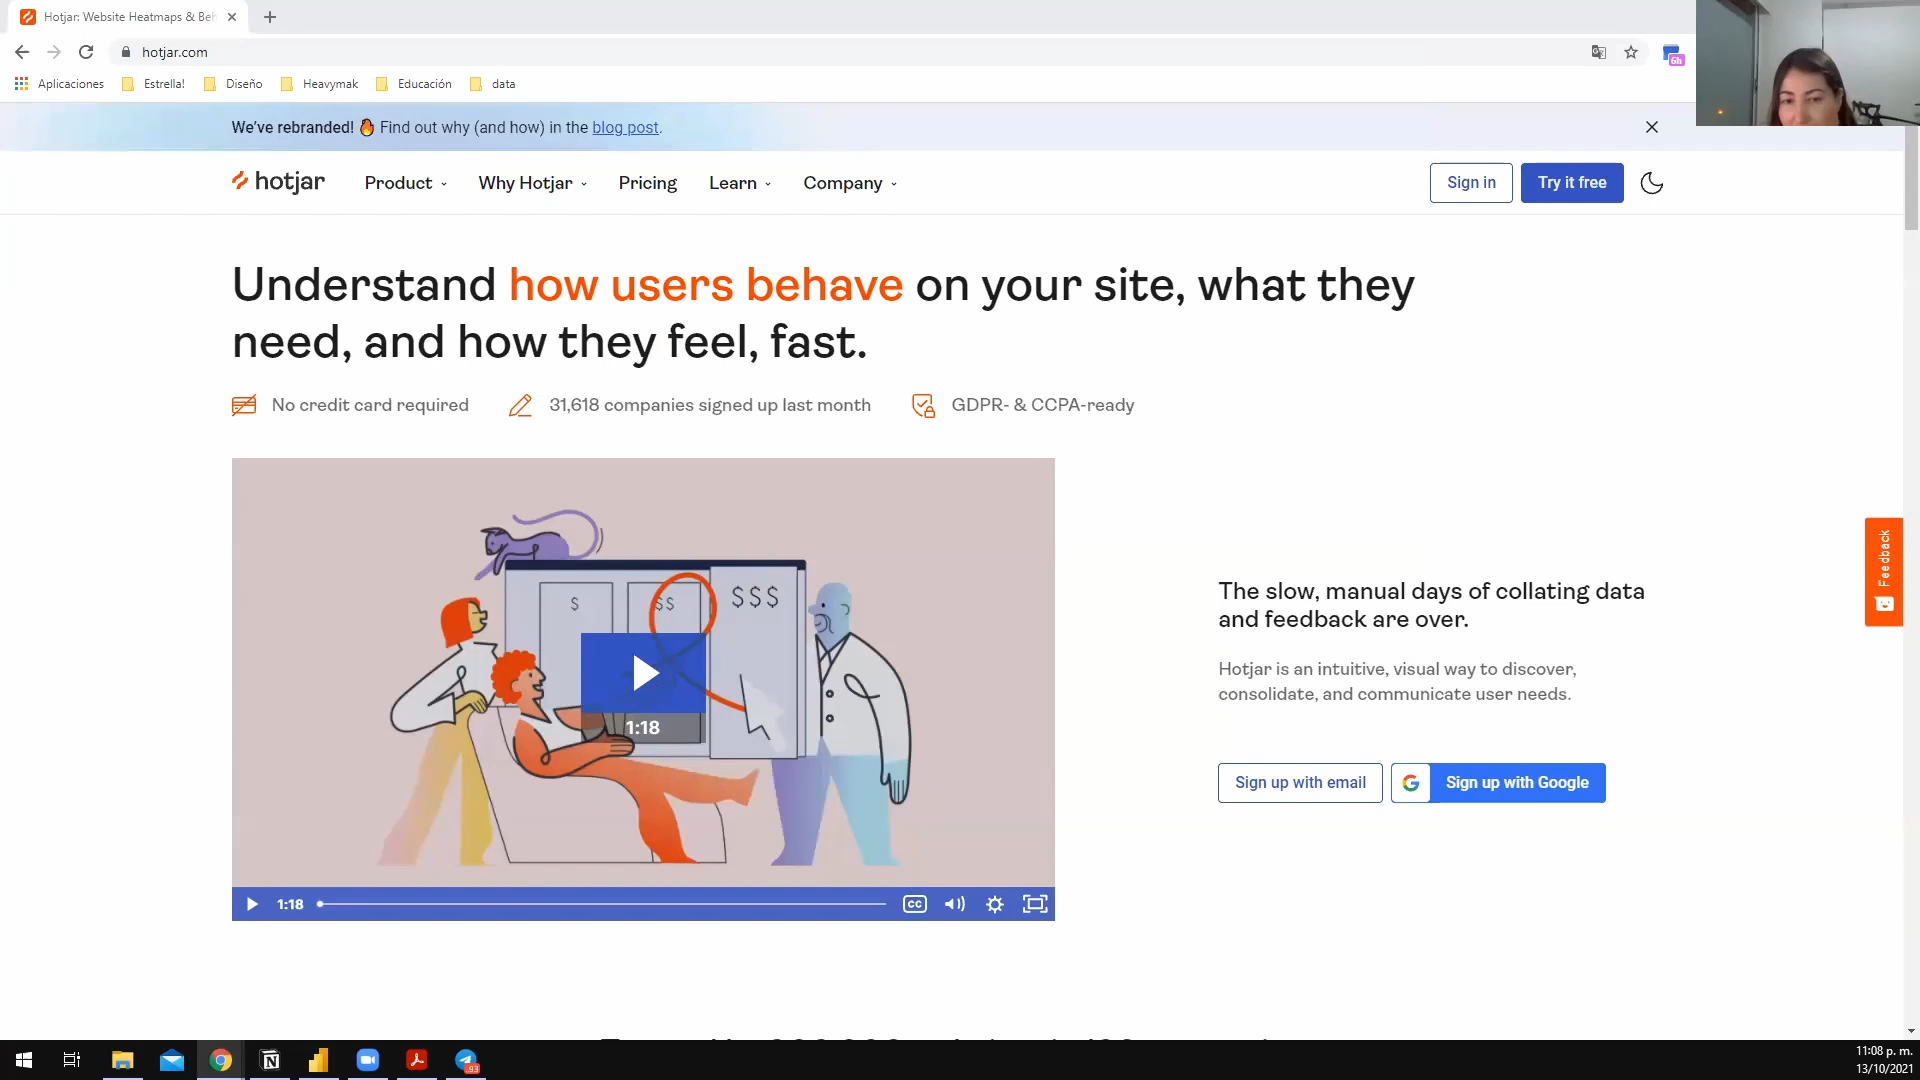 Hotjar: Website Heatmaps & Beh
hotjar.com
6h
Aplicaciones
Estrella!
Diseño
Heavymak
Educación
data
We've rebranded! 🔥 Find out why (and how) in the blog post.
hotjar
Product
Why Hotjar
Pricing
Learn
Company
Sign in
Try it free
Understand how users behave on your site, what they
need, and how they feel, fast.
No credit card required
31,618 companies signed up last month
GDPR- & CCPA-ready
$
$$
$$$
1:18
1:18
CC
The slow, manual days of collating data
and feedback are over.
Hotjar is an intuitive, visual way to discover,
consolidate, and communicate user needs.
Sign up with email
G
Sign up with Google
Feedback
93
11:08 p. m.
13/10/2021